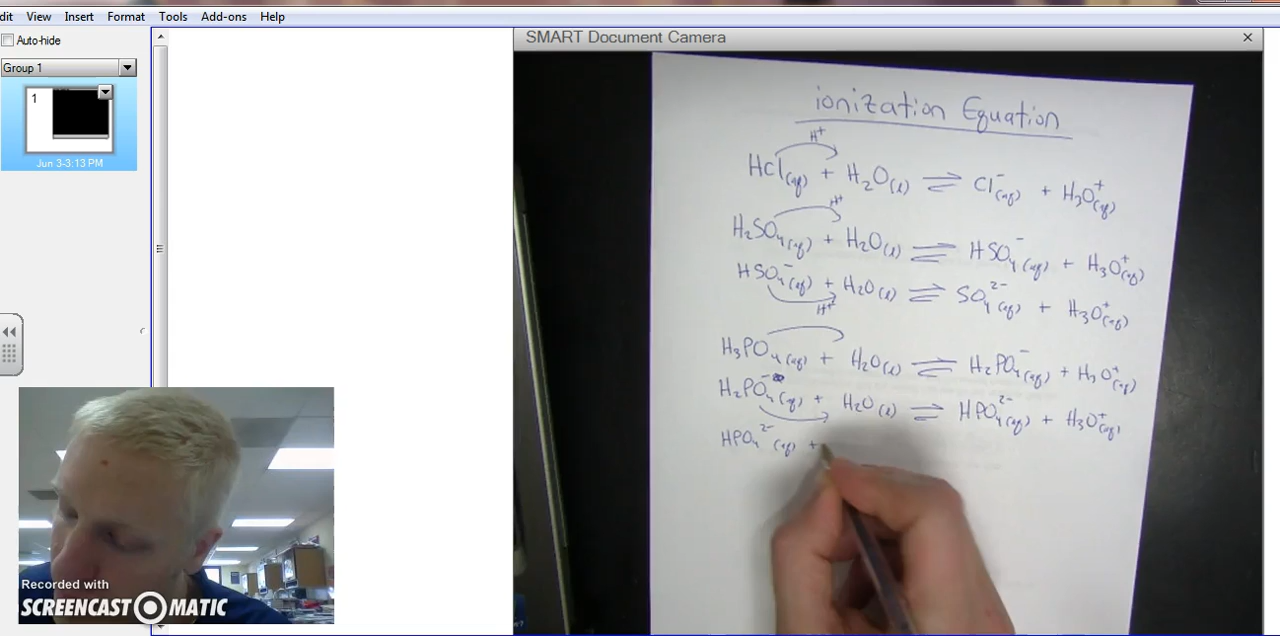 dit View Insert Format Tools Add-ons Help
Auto-hide
Group 1
1
Jun 3-3:13 PM
SMART Document Camera
ionization Equation
H⁺
HCl(aq) + H₂O(l) ⇌ Cl⁻(aq) + H₃O⁺(aq)
H⁺
H₂SO₄(aq) + H₂O(l) ⇌ HSO₄⁻(aq) + H₃O⁺(aq)
HSO₄⁻(aq) + H₂O(l) ⇌ SO₄²⁻(aq) + H₃O⁺(aq)
H⁺
H₃PO₄(aq) + H₂O(l) ⇌ H₂PO₄⁻(aq) + H₃O⁺(aq)
H₂PO₄⁻(aq) + H₂O(l) ⇌ HPO₄²⁻(aq) + H₃O⁺(aq)
HPO₄²⁻(aq) +
Recorded with
SCREENCAST O MATIC